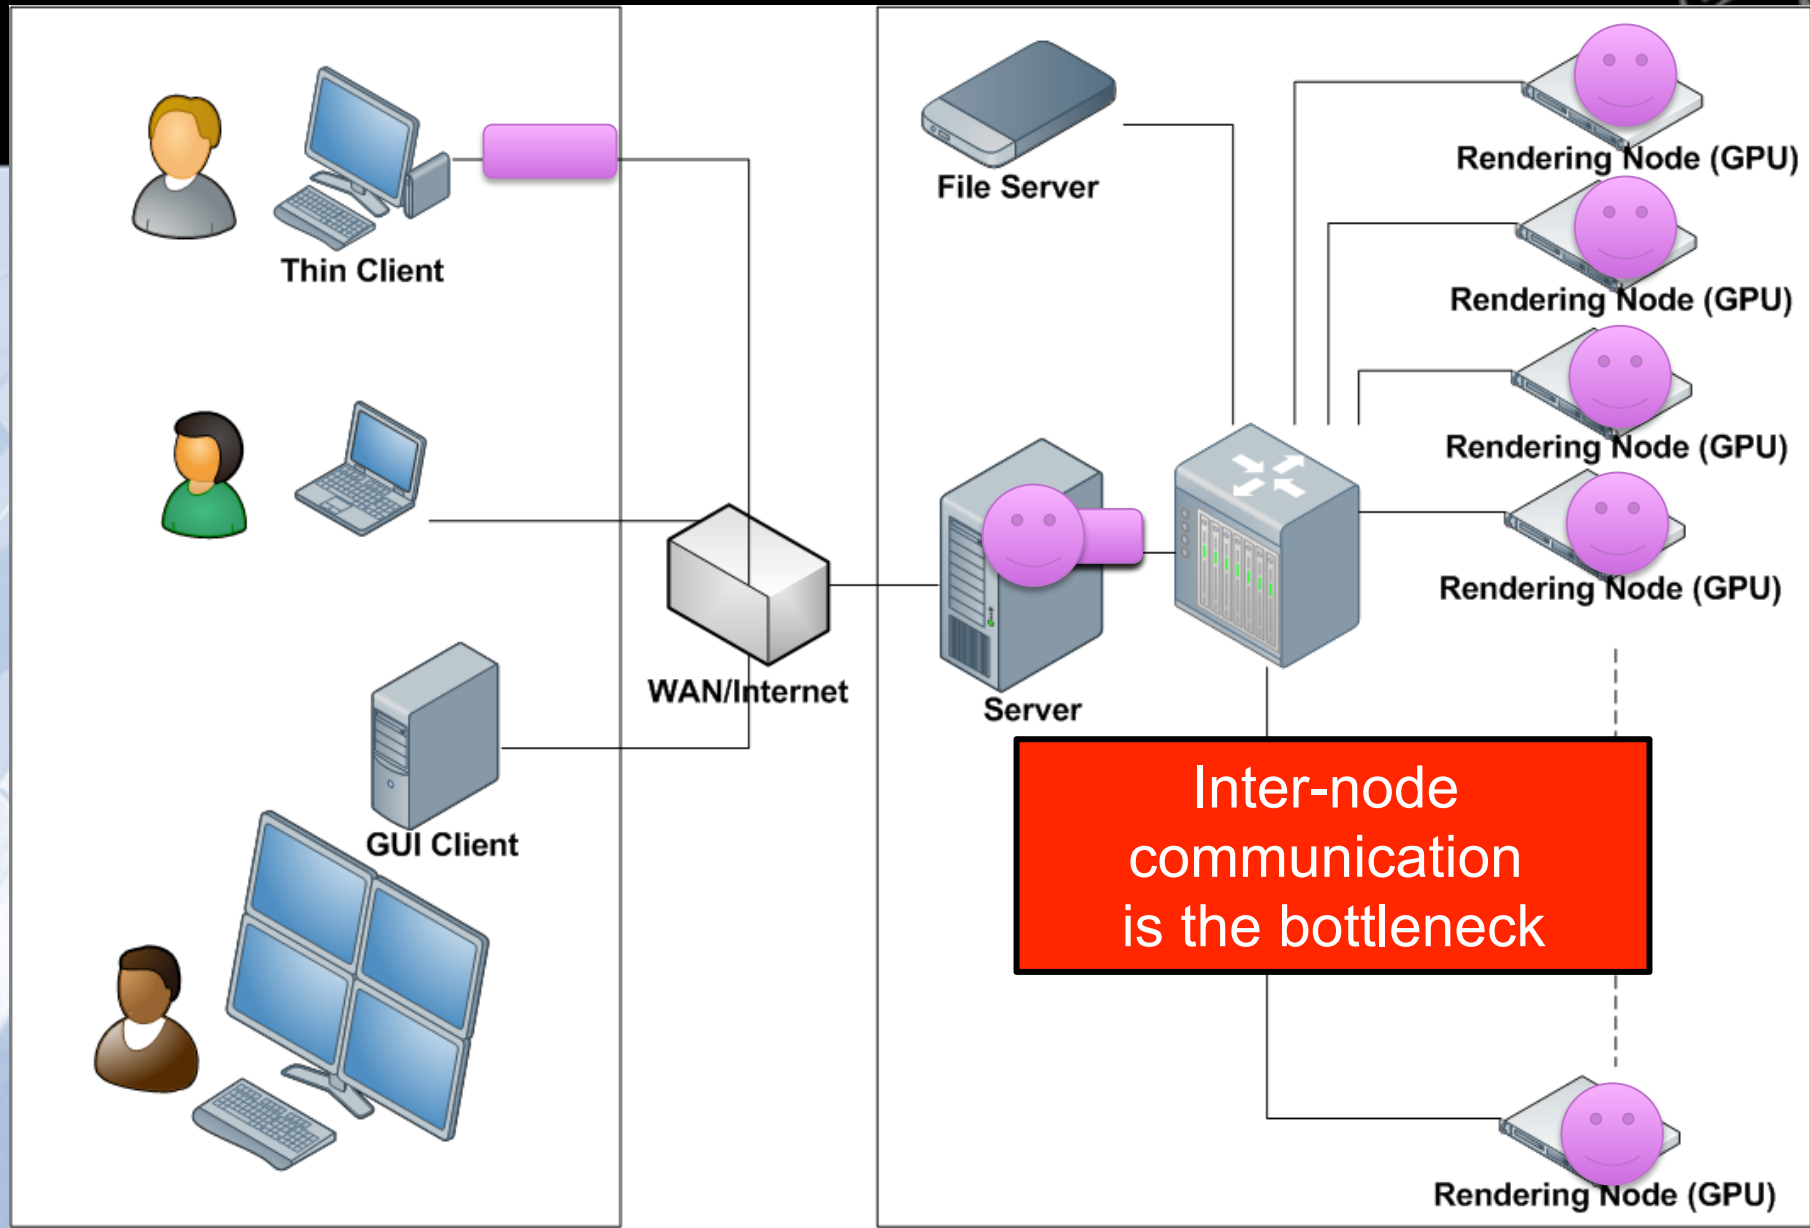 Thin Client
GUI Client
WAN/Internet
File Server
Server
Rendering Node (GPU)
Rendering Node (GPU)
Rendering Node (GPU)
Rendering Node (GPU)
Inter-node
communication
is the bottleneck
Rendering Node (GPU)